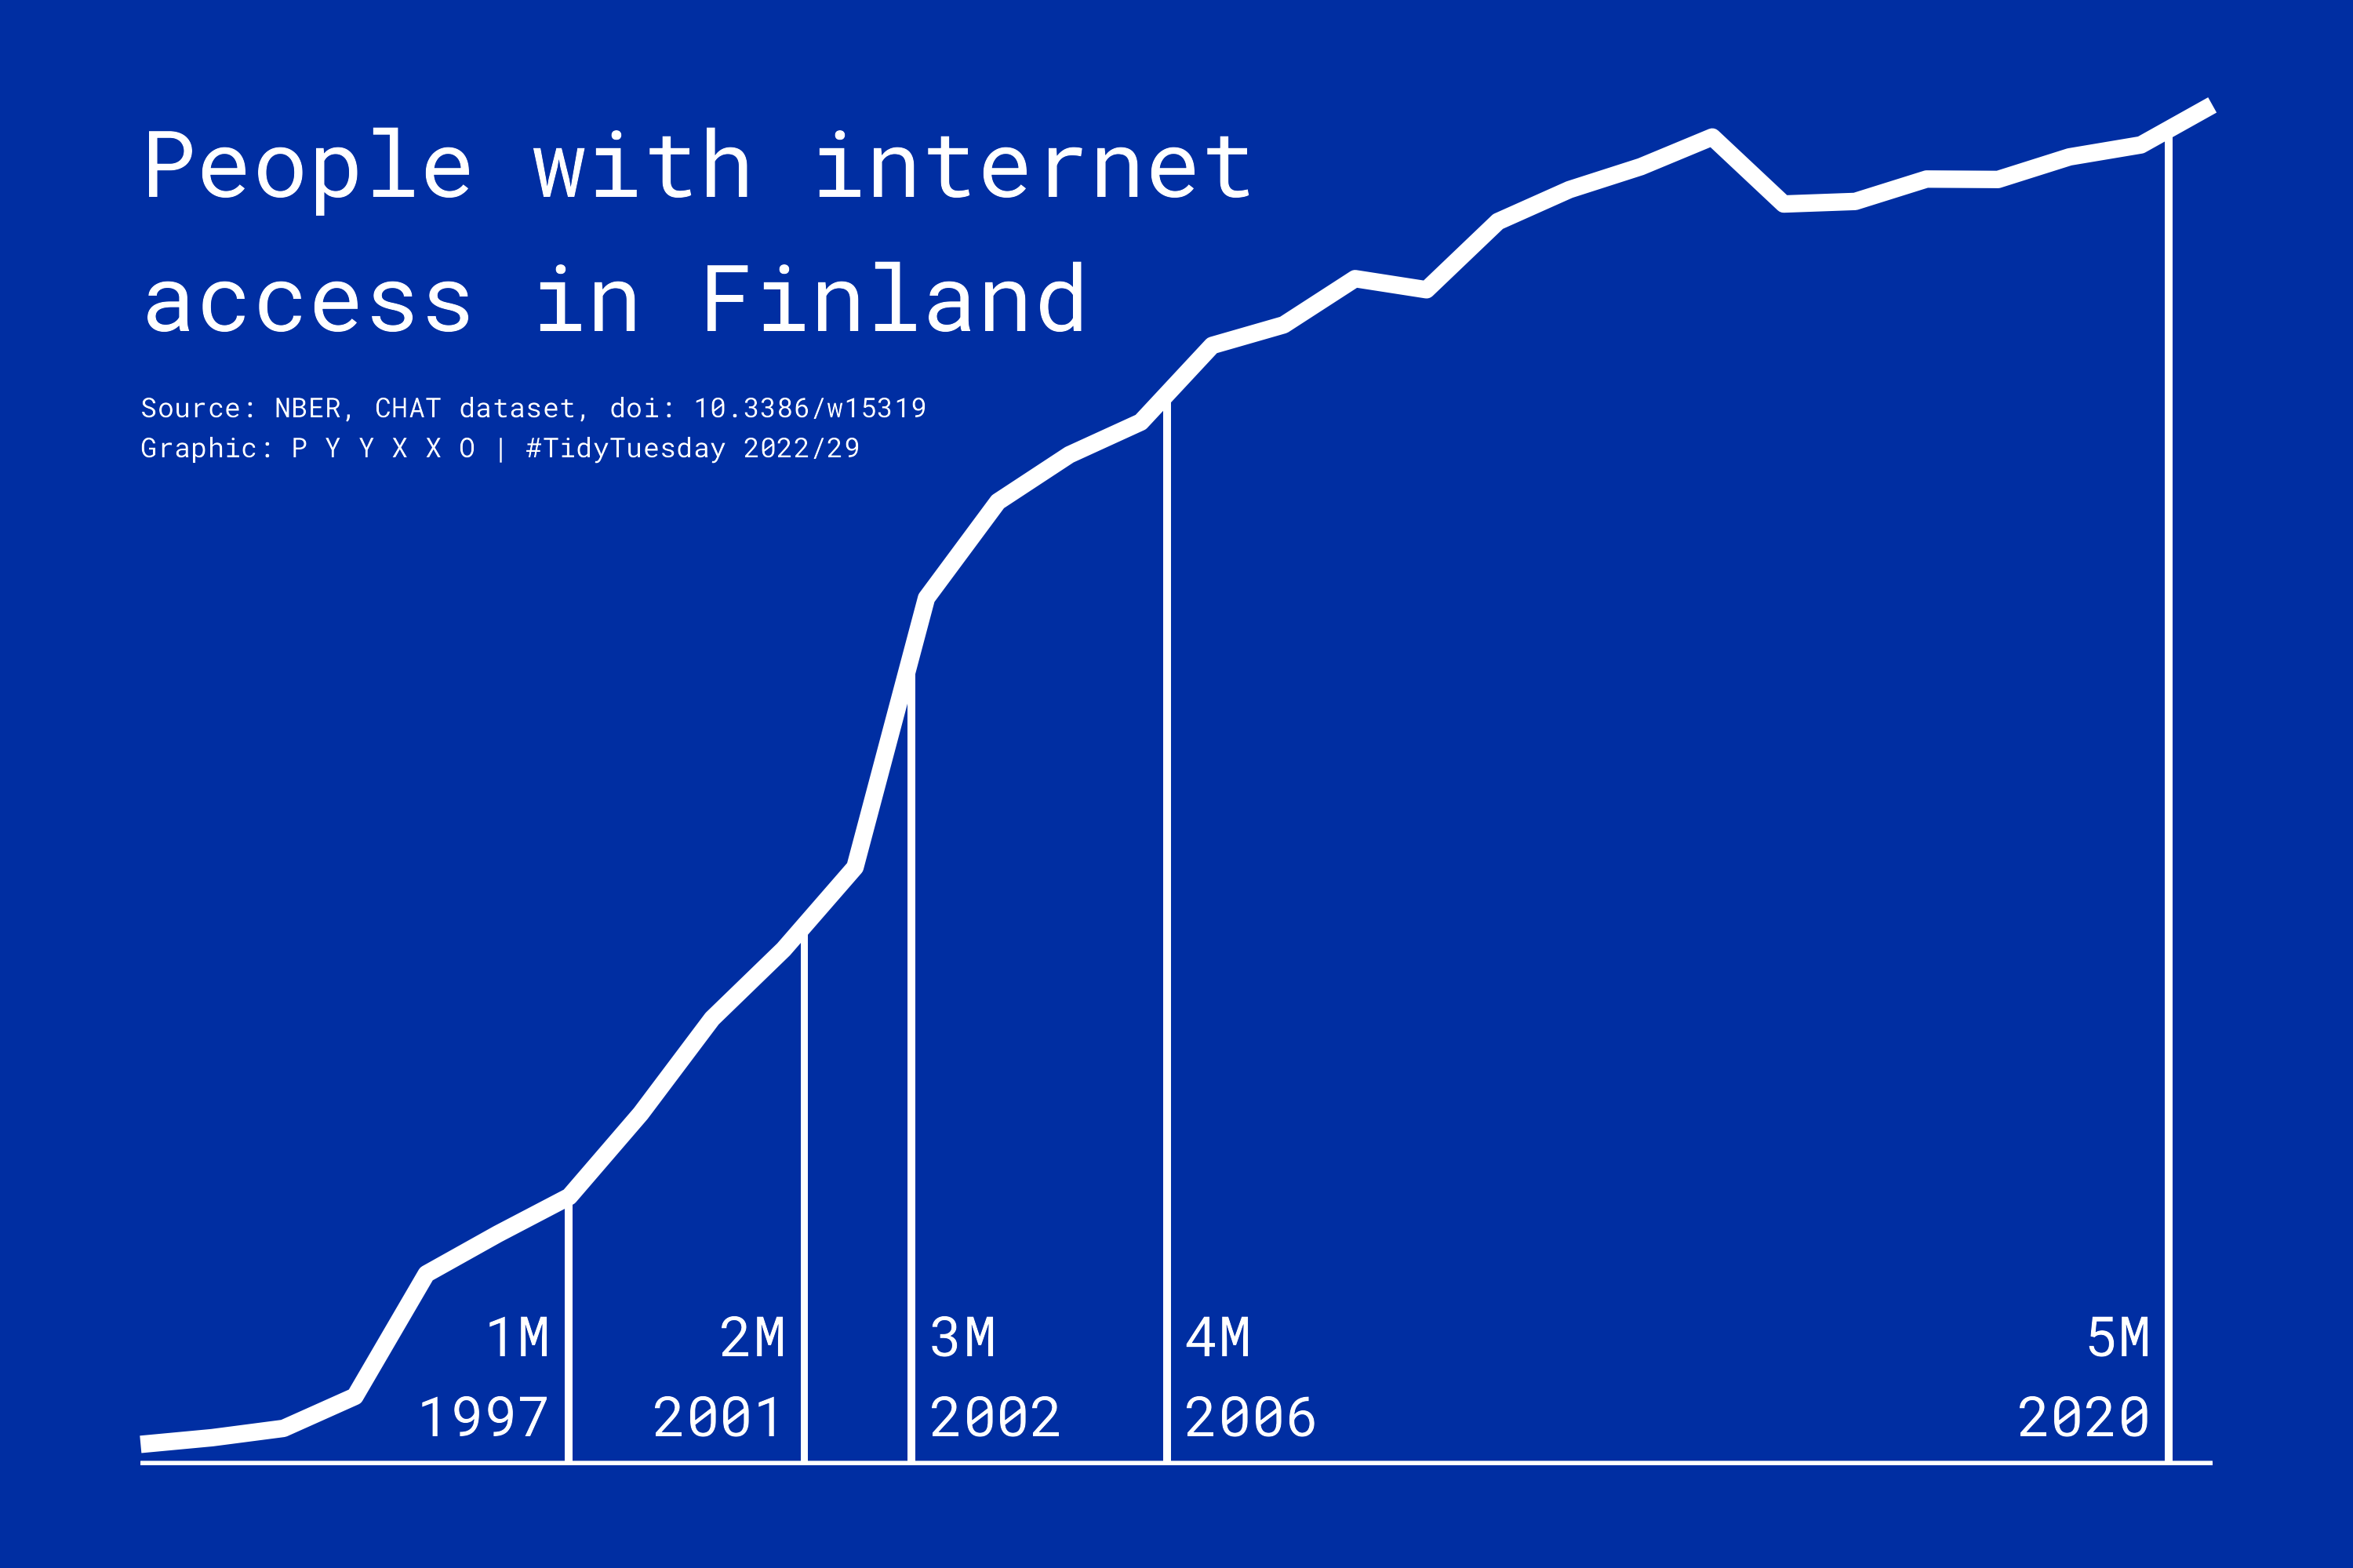 People with internet
access in Finland
Source: NBER, CHAT dataset, doi: 10.3386/w15319
Graphic: P Y Y X X O | #TidyTuesday 2022/29
1M
1997
2M
2001
3M
2002
4M
2006
5M
2020